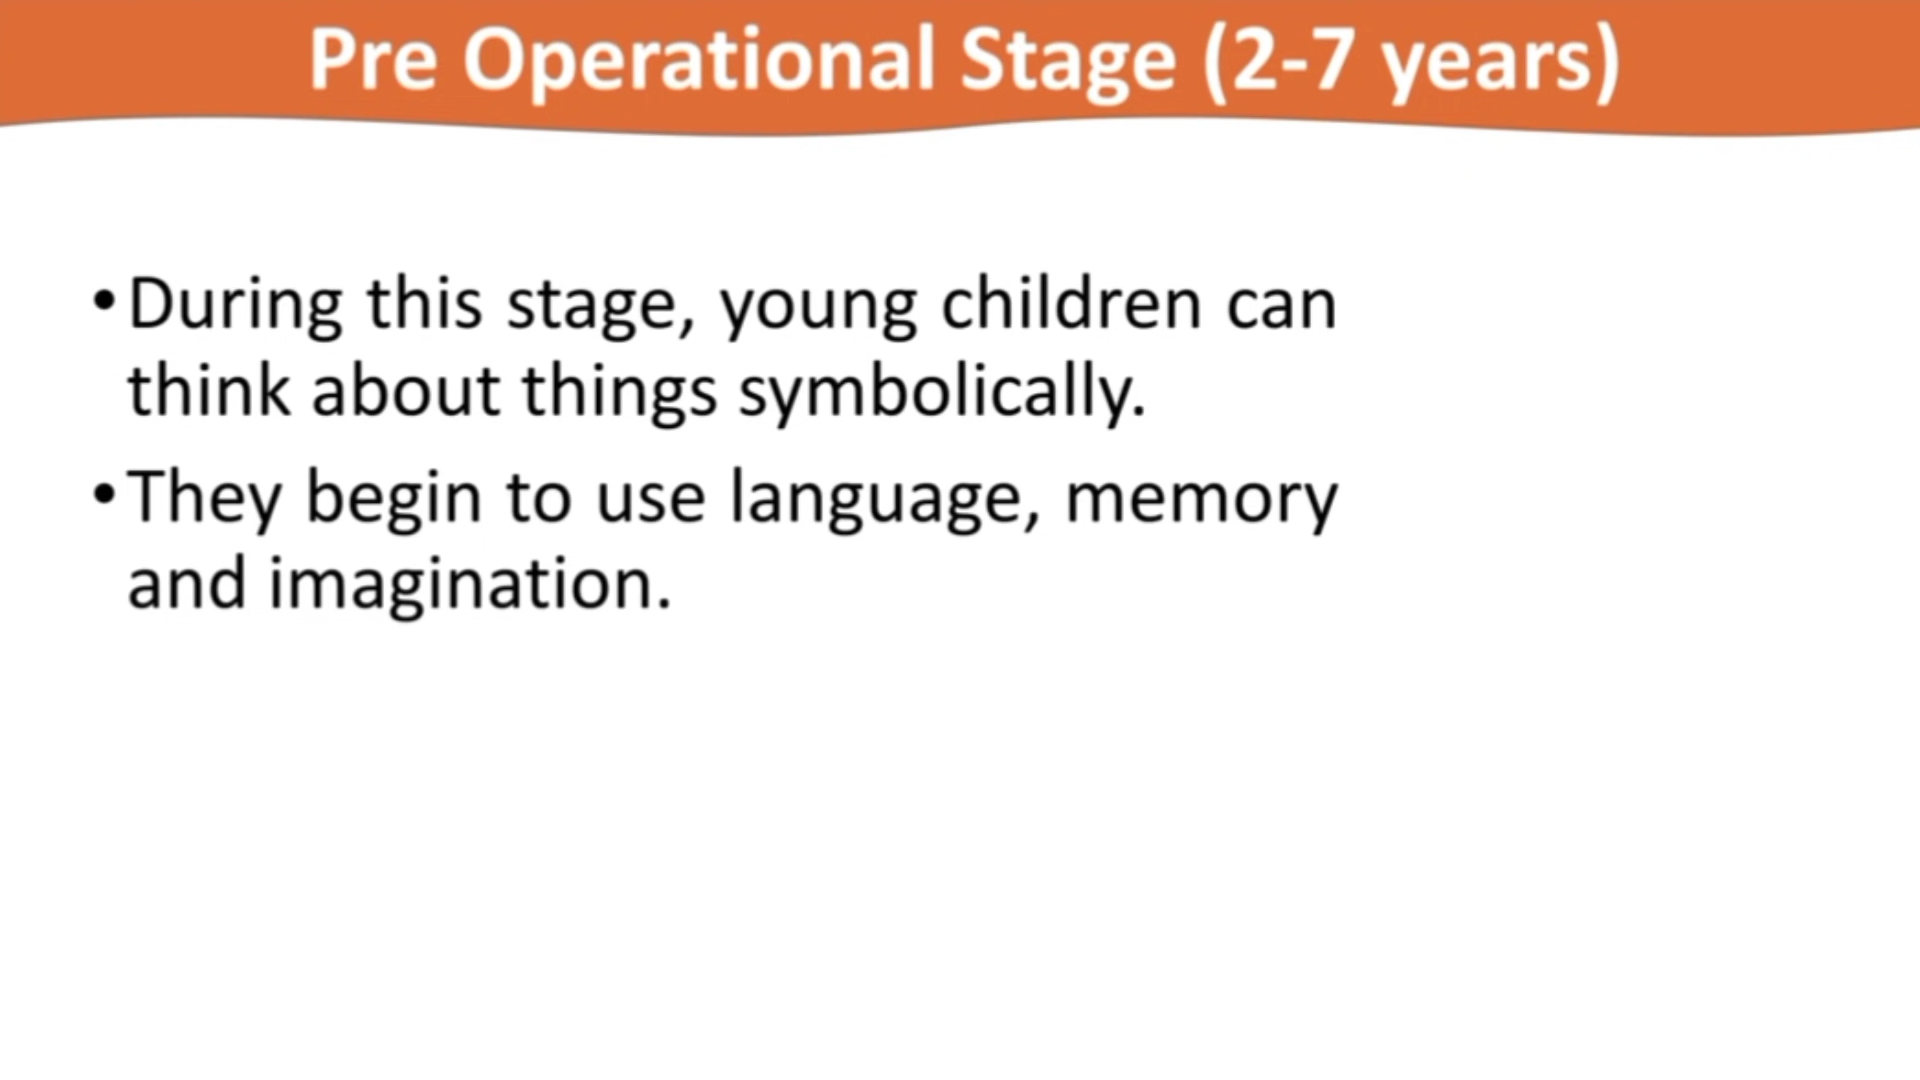 Pre Operational Stage (2-7 years)
•During this stage, young children can
think about things symbolically.
•They begin to use language, memory
and imagination.